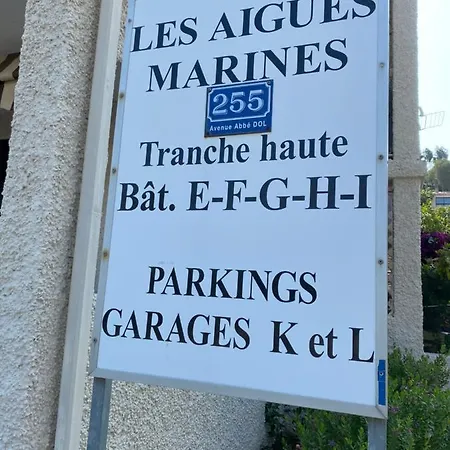 LES AIGUES
MARINES
255
Avenue Abbé DOL
Tranche haute
Bât. E-F-G-H-I
PARKINGS
GARAGES K et L